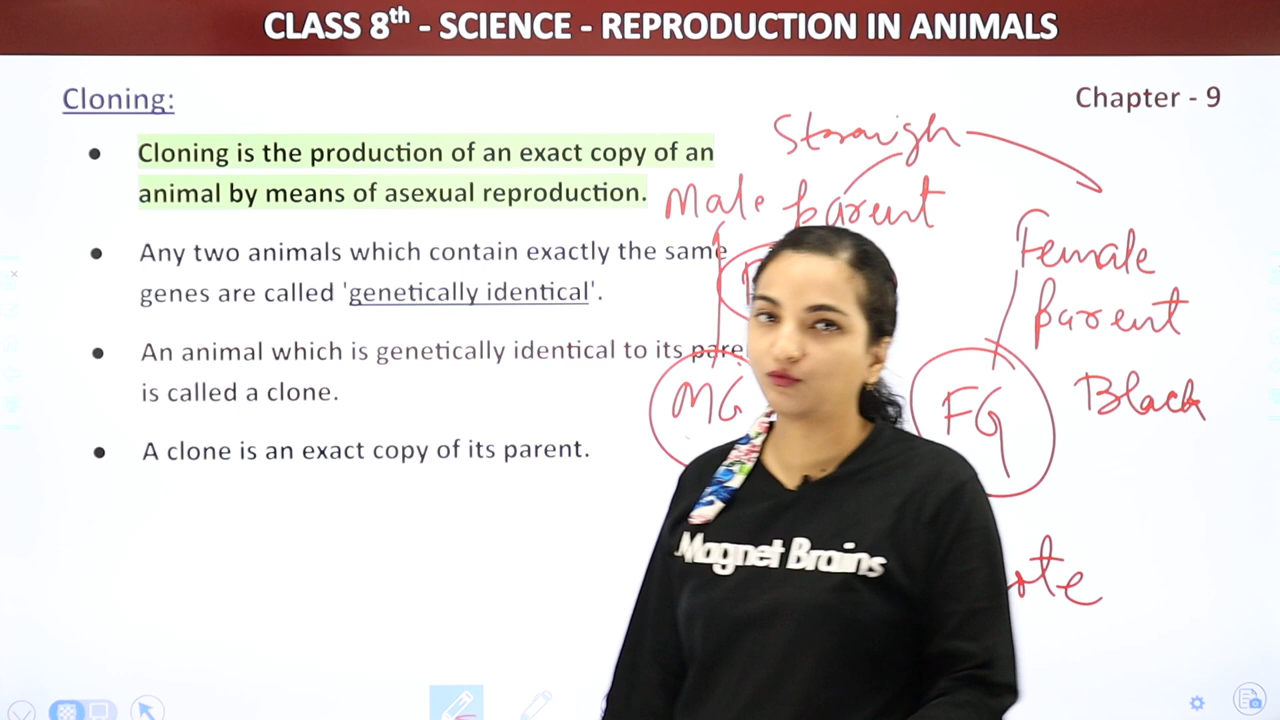 CLASS 8th - SCIENCE - REPRODUCTION IN ANIMALS
Cloning:
Chapter - 9
● Cloning is the production of an exact copy of an
animal by means of asexual reproduction.
● Any two animals which contain exactly the same
genes are called 'genetically identical'.
● An animal which is genetically identical to its pare
is called a clone.
● A clone is an exact copy of its parent.
Straigh
Male parent
Female
parent
MG
FG
Black
ote
Magnet Brains